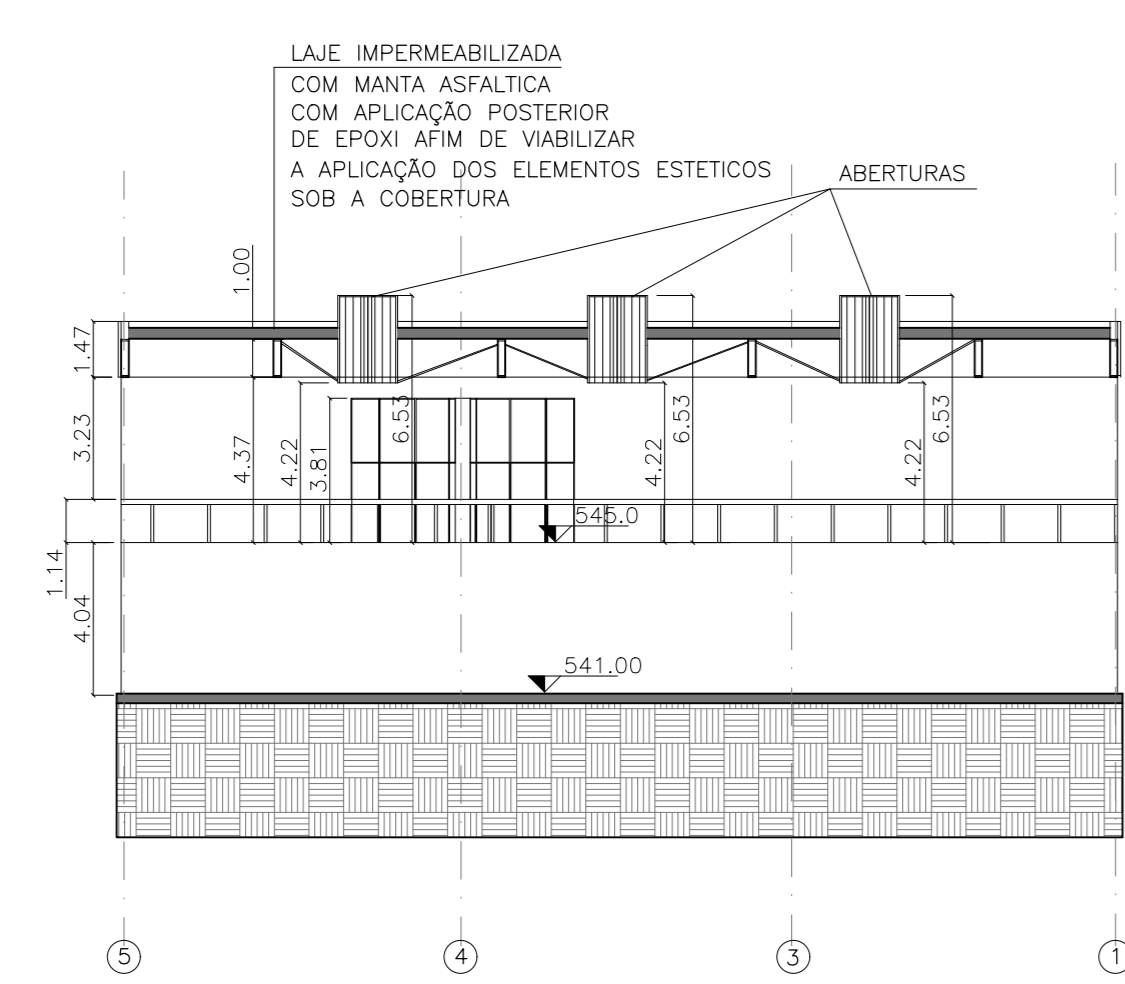 LAJE IMPERMEABILIZADA
COM MANTA ASFALTICA
COM APLICAÇÃO POSTERIOR
DE EPOXI AFIM DE VIABILIZAR
A APLICAÇÃO DOS ELEMENTOS ESTETICOS
SOB A COBERTURA
ABERTURAS
1.00
1.47
3.23
4.37
4.22
3.81
6.53
4.22
6.53
4.22
6.53
545.0
1.14
4.04
541.00
5
4
3
1